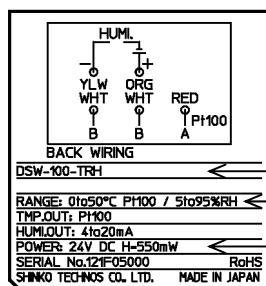 HUMI.
− +
YLW ORG
WHT WHT RED
Pt100
B B A
BACK WIRING
DSW-100-TRH
RANGE: 0to50°C Pt100 / 5to95%RH
TMP.OUT: Pt100
HUMI.OUT: 4to20mA
POWER: 24V DC H-550mW
SERIAL No.121F05000 RoHS
SHINKO TECHNOS CO., LTD. MADE IN JAPAN